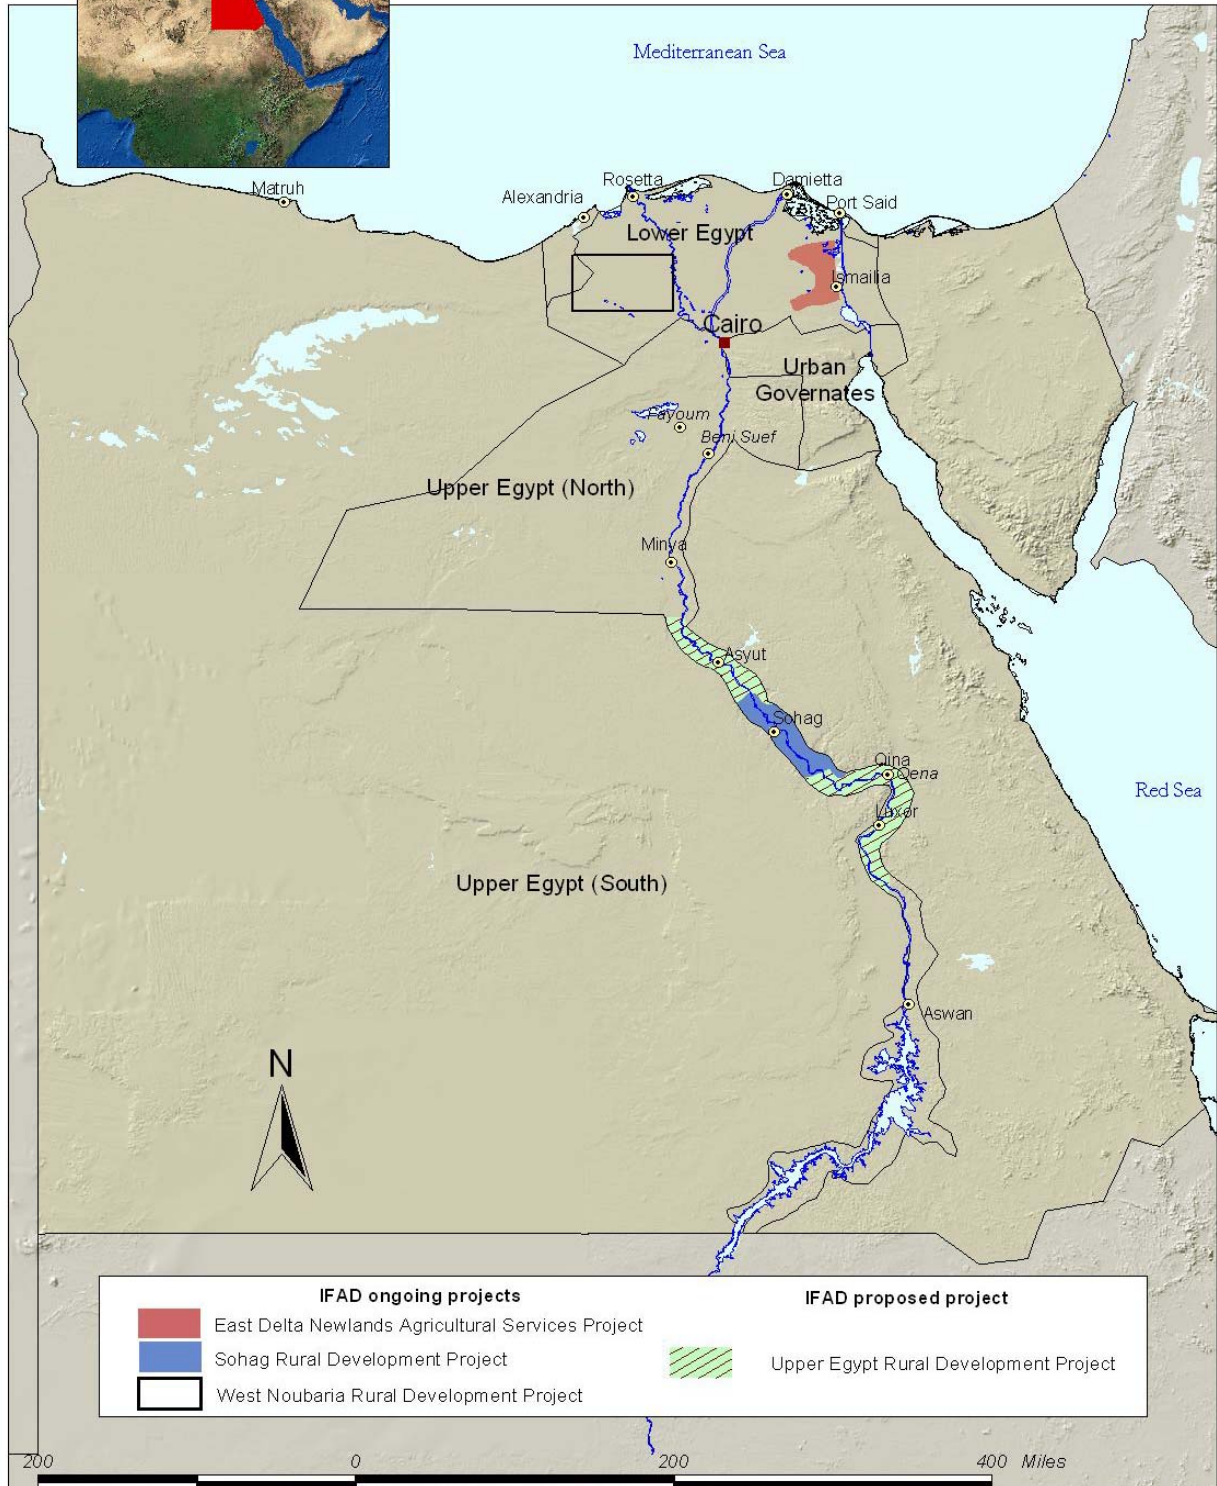 Mediterranean Sea
Matruh
Alexandria
Rosetta
Damietta
Port Said
Lower Egypt
Ismailia
Cairo
Urban
Governates
Fayoum
Beni Suef
Upper Egypt (North)
Minya
Asyut
Sohag
Qina
Qena
Luxor
Red Sea
Upper Egypt (South)
Aswan
N
IFAD ongoing projects
East Delta Newlands Agricultural Services Project
Sohag Rural Development Project
West Noubaria Rural Development Project
IFAD proposed project
Upper Egypt Rural Development Project
200 0 200 400 Miles